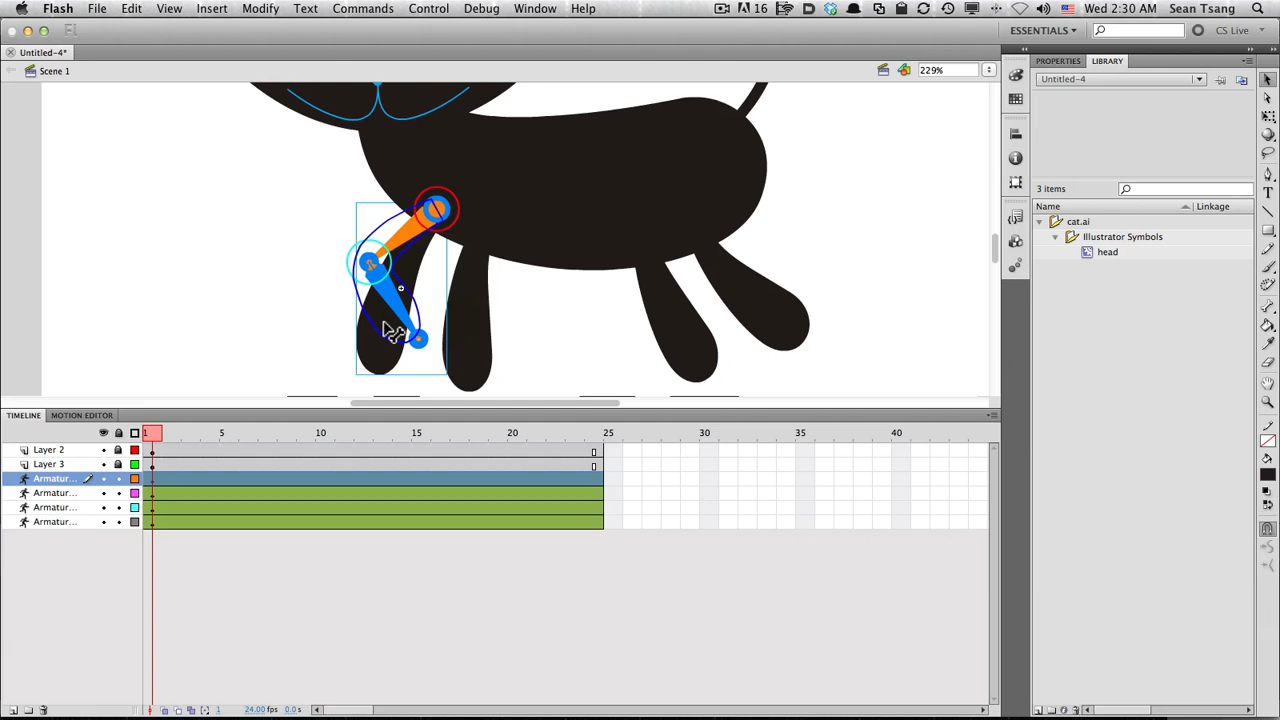 Flash File Edit View Insert Modify Text Commands Control Debug Window Help 16 Wed 2:30 AM Sean Tsang
ESSENTIALS CS Live
Untitled-4*
Scene 1 229%
PROPERTIES LIBRARY
Untitled-4
3 items
Name Linkage
cat.ai
Illustrator Symbols
head
TIMELINE MOTION EDITOR
1 5 10 15 20 25 30 35 40
Layer 2
Layer 3
Armatur...
Armatur...
Armatur...
Armatur...
1 24.00 fps 0.0 s